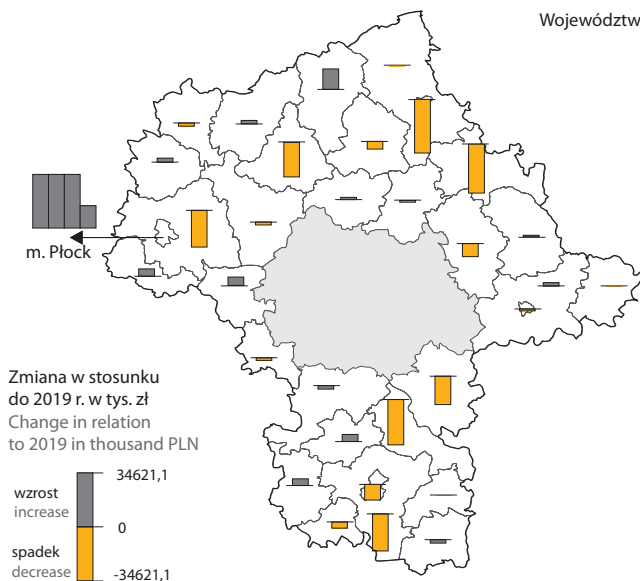 Województw
m. Płock
Zmiana w stosunku
do 2019 r. w tys. zł
Change in relation
to 2019 in thousand PLN
34621,1
wzrost
increase
0
spadek
decrease
-34621,1